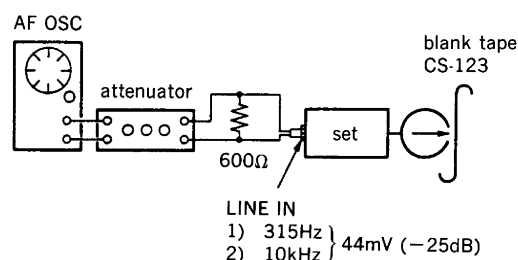 AF OSC
attenuator
600Ω
set
blank tape
CS-123
LINE IN
1) 315Hz
2) 10kHz
44mV (−25dB)